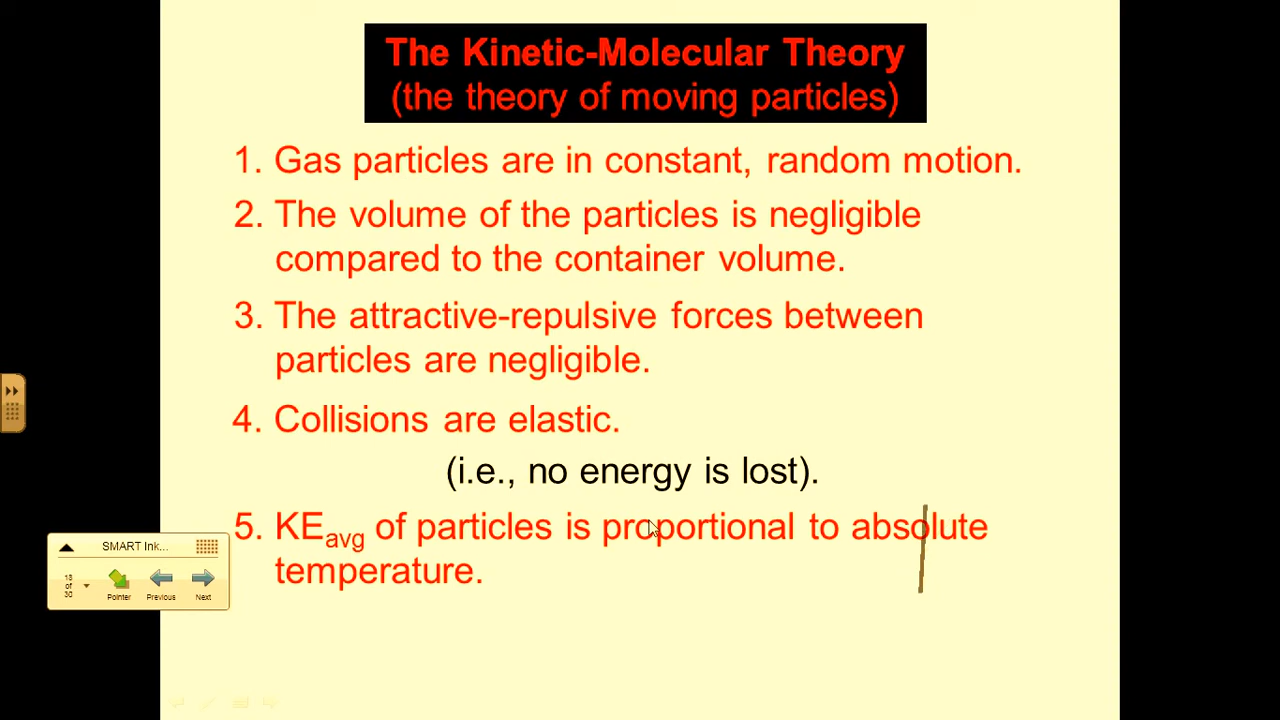 The Kinetic-Molecular Theory
(the theory of moving particles)
1. Gas particles are in constant, random motion.
2. The volume of the particles is negligible
compared to the container volume.
3. The attractive-repulsive forces between
particles are negligible.
4. Collisions are elastic.
(i.e., no energy is lost).
5. KEavg of particles is proportional to absolute
temperature.
SMART Ink...
18
of
30
Pointer
Previous
Next